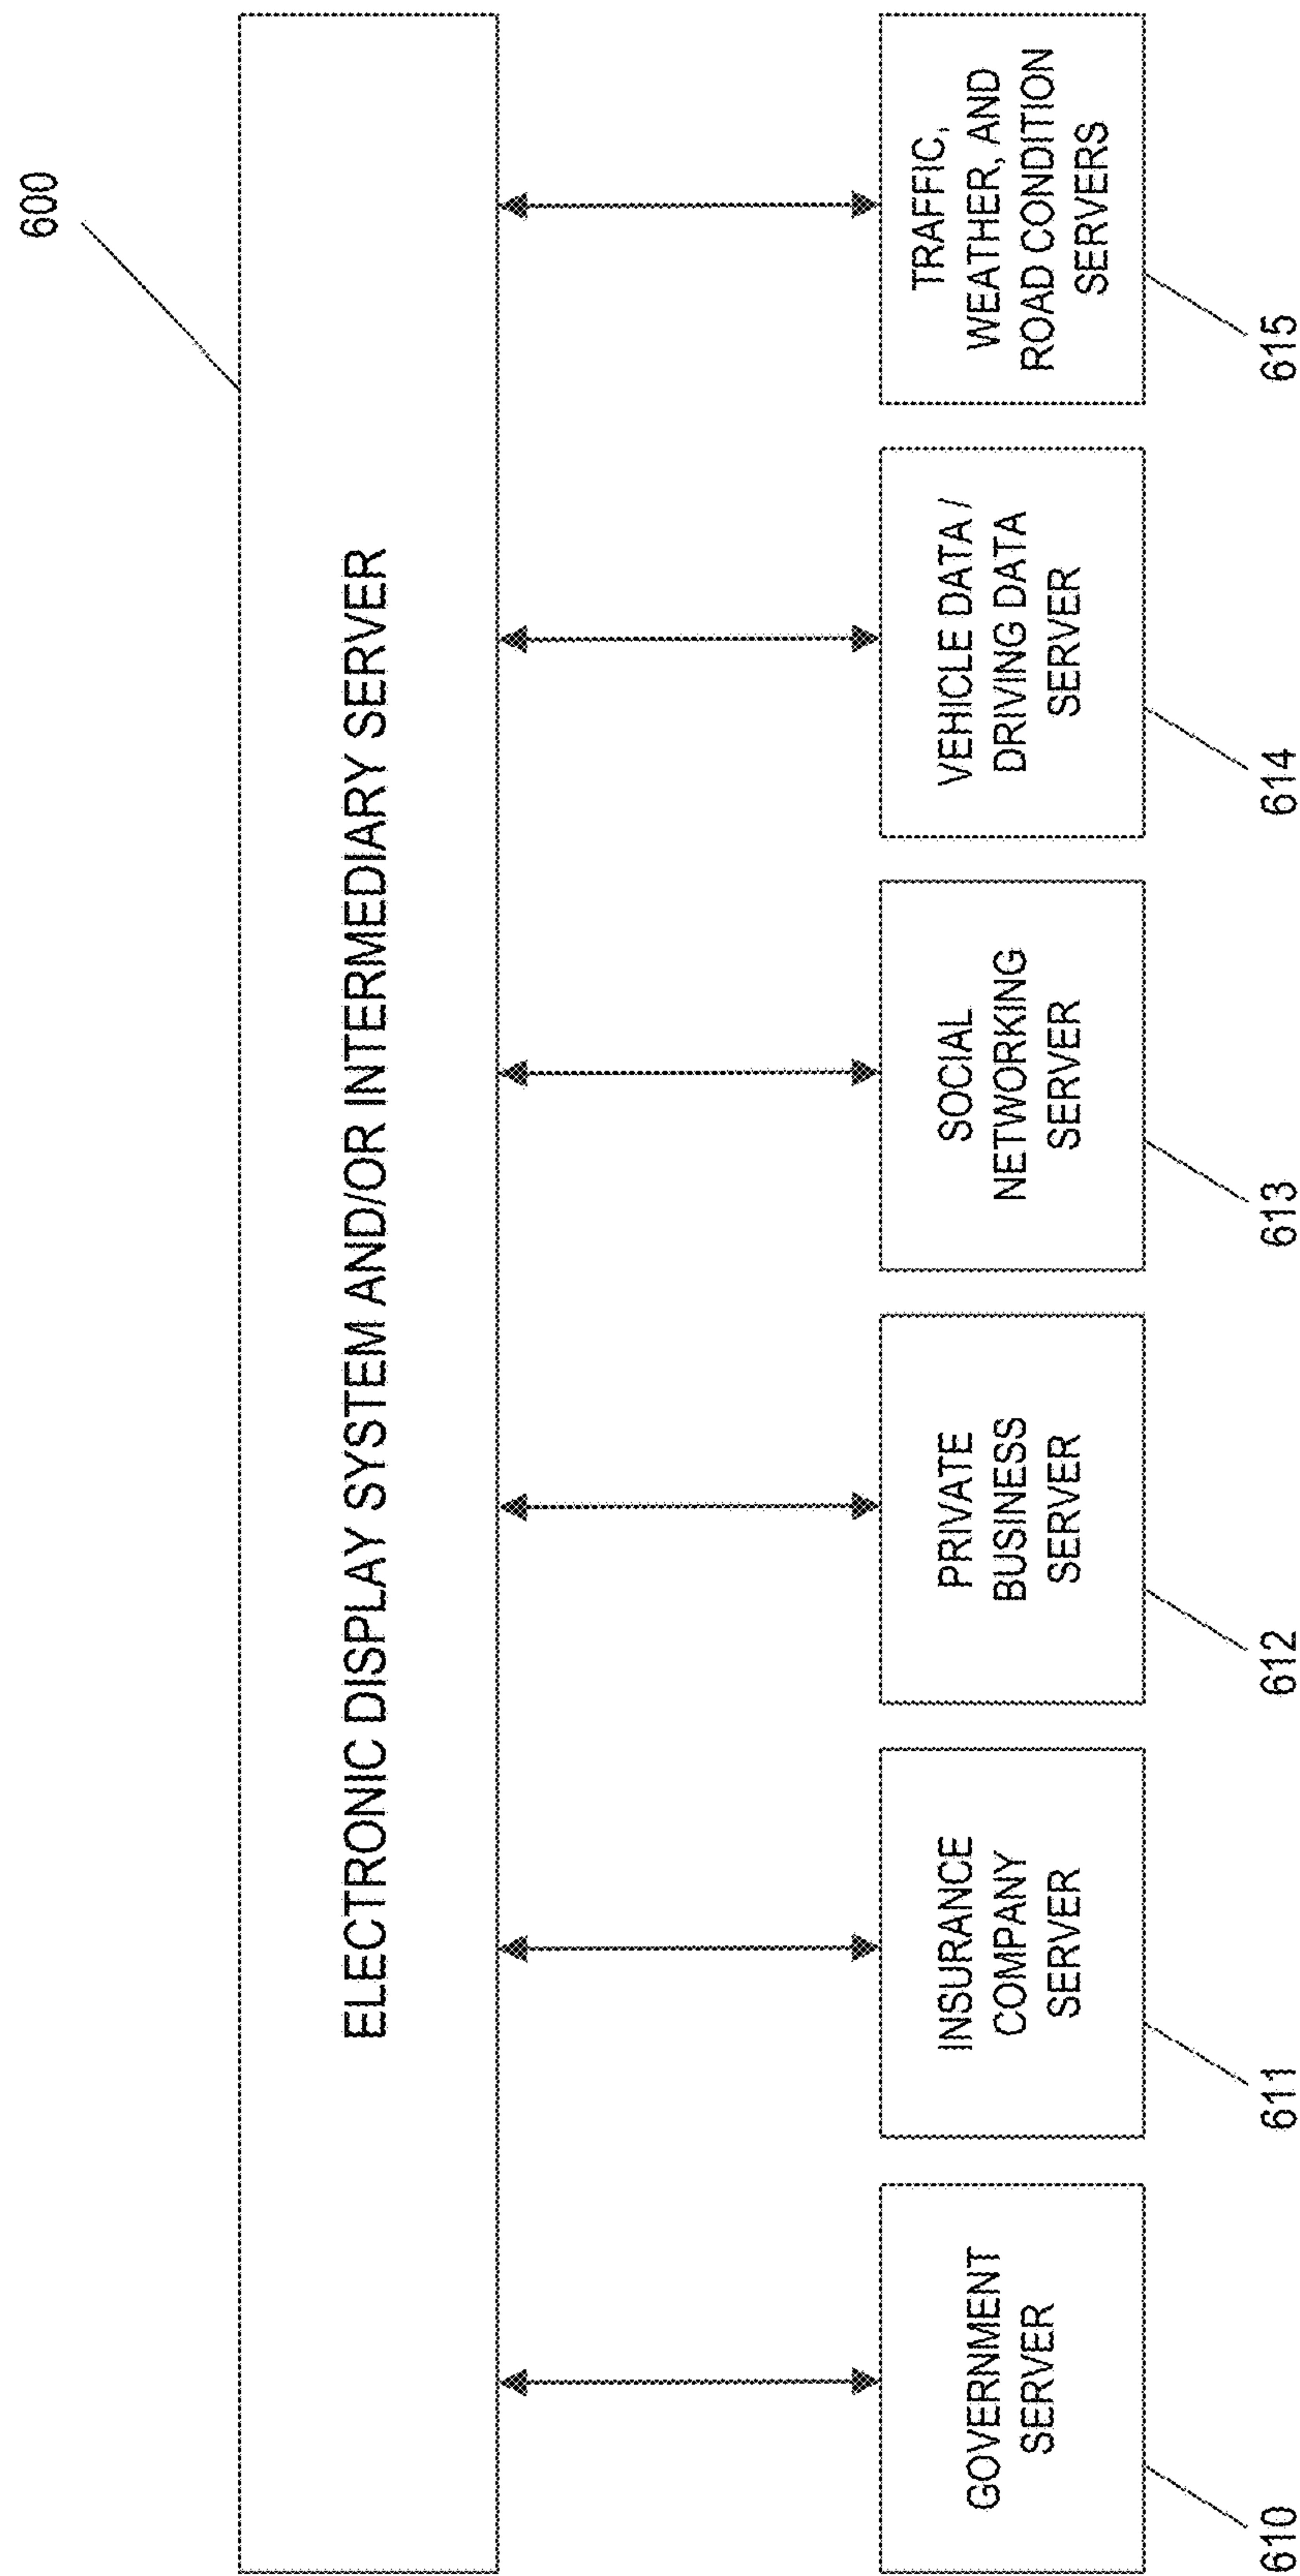 600
ELECTRONIC DISPLAY SYSTEM AND/OR INTERMEDIARY SERVER
GOVERNMENT
SERVER
INSURANCE
COMPANY
SERVER
PRIVATE
BUSINESS
SERVER
SOCIAL
NETWORKING
SERVER
VEHICLE DATA /
DRIVING DATA
SERVER
TRAFFIC,
WEATHER, AND
ROAD CONDITION
SERVERS
610
611
612
613
614
615